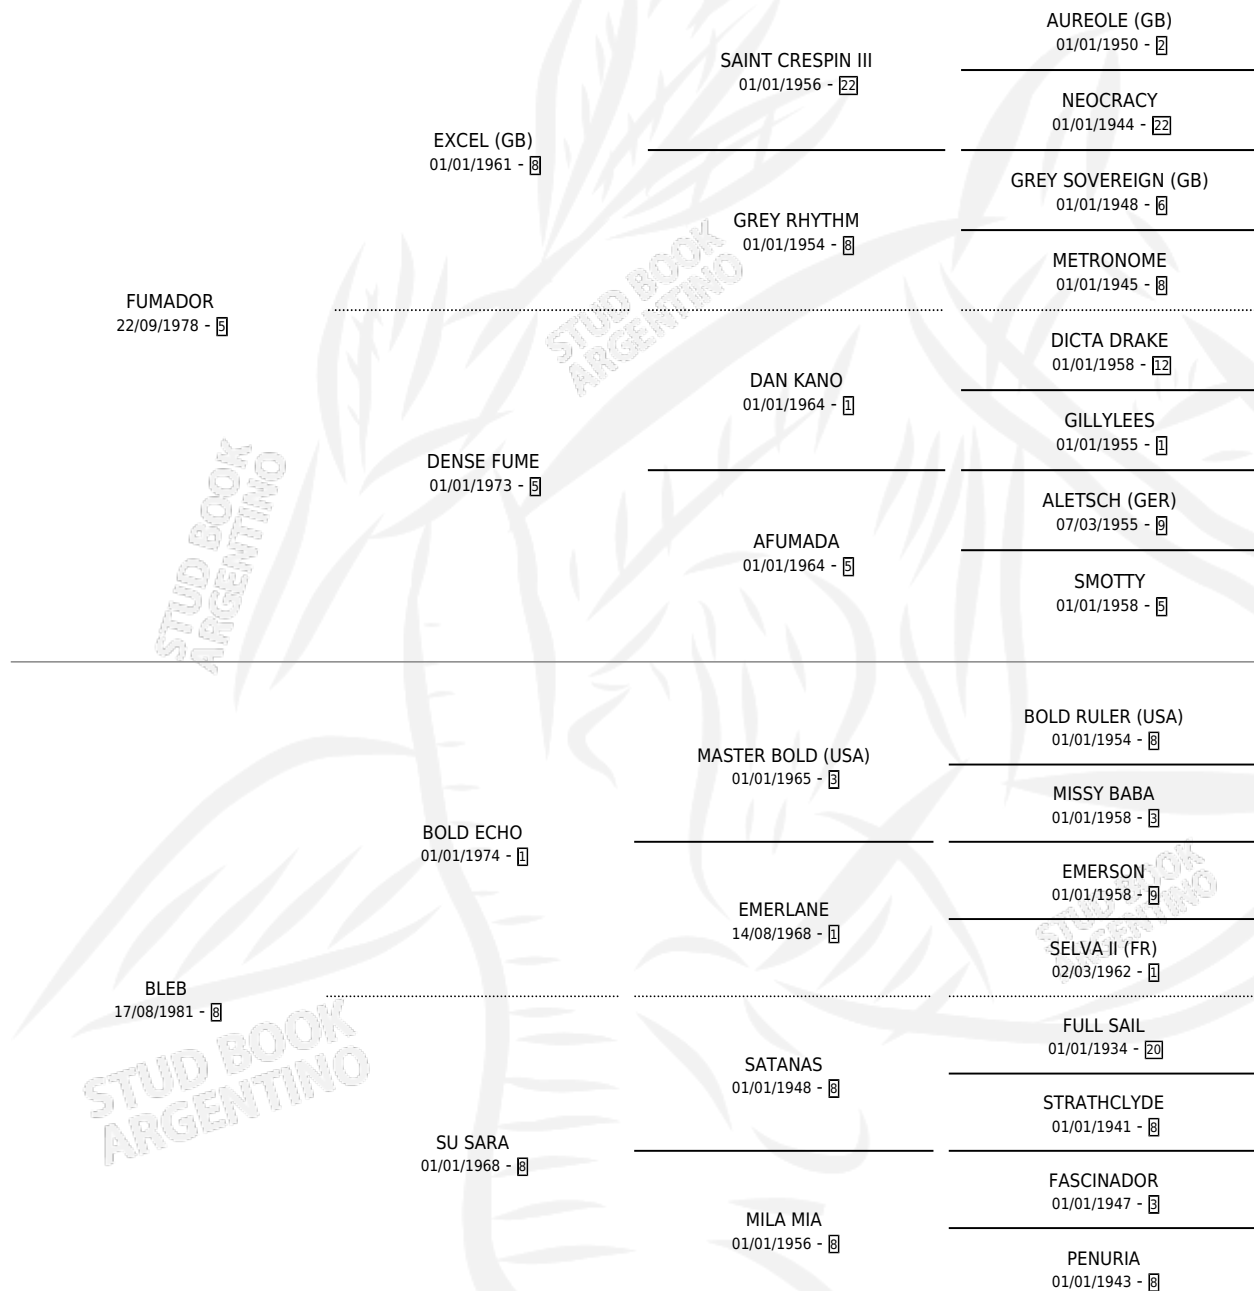 AUREOLE (GB)
01/01/1950 - 2
SAINT CRESPIN III
01/01/1956 - 22
NEOCRACY
01/01/1944 - 22
EXCEL (GB)
01/01/1961 - 8
GREY SOVEREIGN (GB)
01/01/1948 - 6
GREY RHYTHM
01/01/1954 - 8
METRONOME
01/01/1945 - 8
FUMADOR
22/09/1978 - 5
DICTA DRAKE
01/01/1958 - 12
DAN KANO
01/01/1964 - 1
GILLYLEES
01/01/1955 - 1
DENSE FUME
01/01/1973 - 5
ALETSCH (GER)
07/03/1955 - 9
AFUMADA
01/01/1964 - 5
SMOTTY
01/01/1958 - 5
BOLD RULER (USA)
01/01/1954 - 8
MASTER BOLD (USA)
01/01/1965 - 3
MISSY BABA
01/01/1958 - 3
BOLD ECHO
01/01/1974 - 1
EMERSON
01/01/1958 - 9
EMERLANE
14/08/1968 - 1
SELVA II (FR)
02/03/1962 - 1
BLEB
17/08/1981 - 8
FULL SAIL
01/01/1934 - 20
SATANAS
01/01/1948 - 8
STRATHCLYDE
01/01/1941 - 8
SU SARA
01/01/1968 - 8
FASCINADOR
01/01/1947 - 3
MILA MIA
01/01/1956 - 8
PENURIA
01/01/1943 - 8
STUD BOOK
ARGENTINO
STUD BOOK
ARGENTINO
STUD BOOK
ARGENTINO
STUD BOOK
ARGENTINO